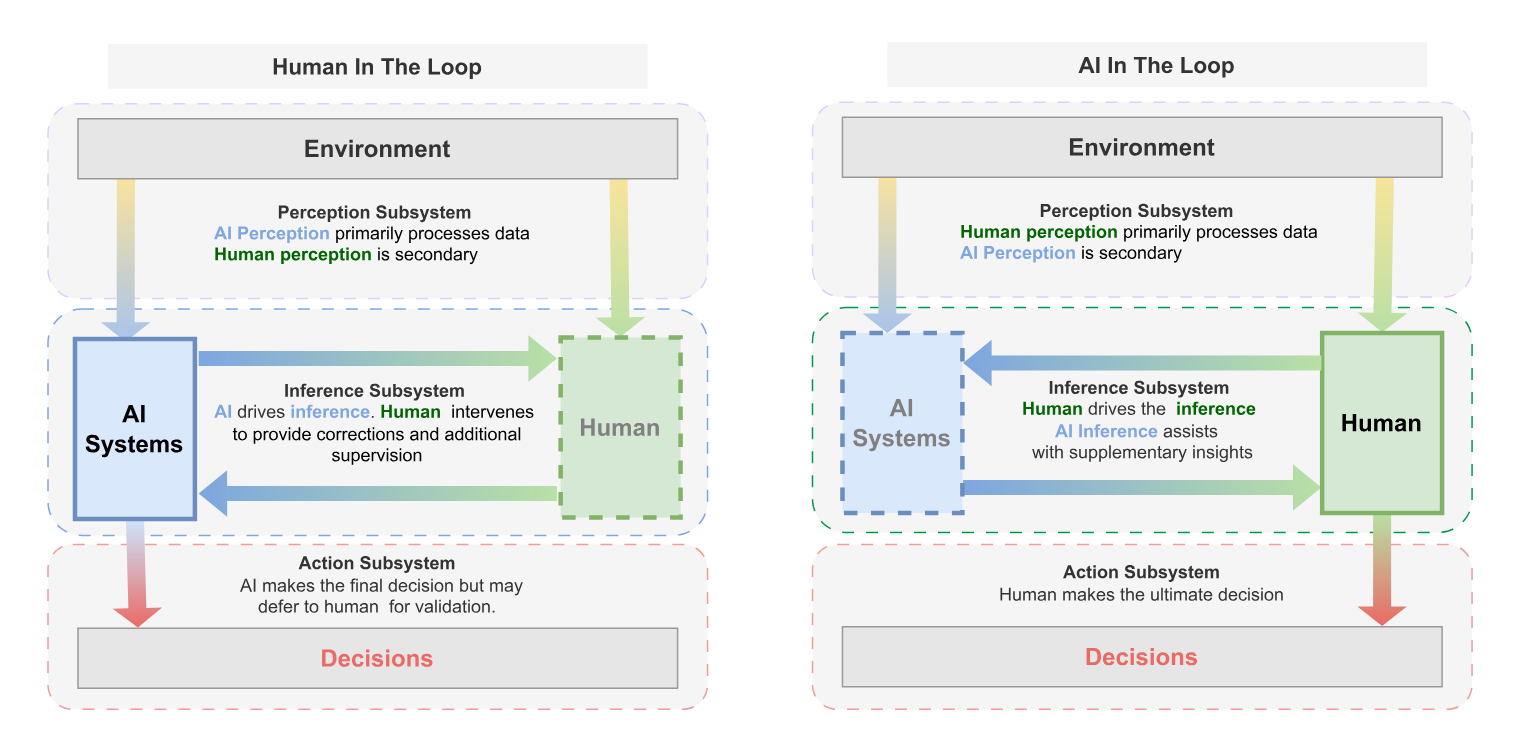 Human In The Loop
Environment
Perception Subsystem
AI Perception primarily processes data
Human perception is secondary
AI
Systems
Inference Subsystem
AI drives inference. Human intervenes
to provide corrections and additional
supervision
Human
Action Subsystem
AI makes the final decision but may
defer to human for validation.
Decisions
AI In The Loop
Environment
Perception Subsystem
Human perception primarily processes data
AI Perception is secondary
AI
Systems
Inference Subsystem
Human drives the inference
AI Inference assists
with supplementary insights
Human
Action Subsystem
Human makes the ultimate decision
Decisions